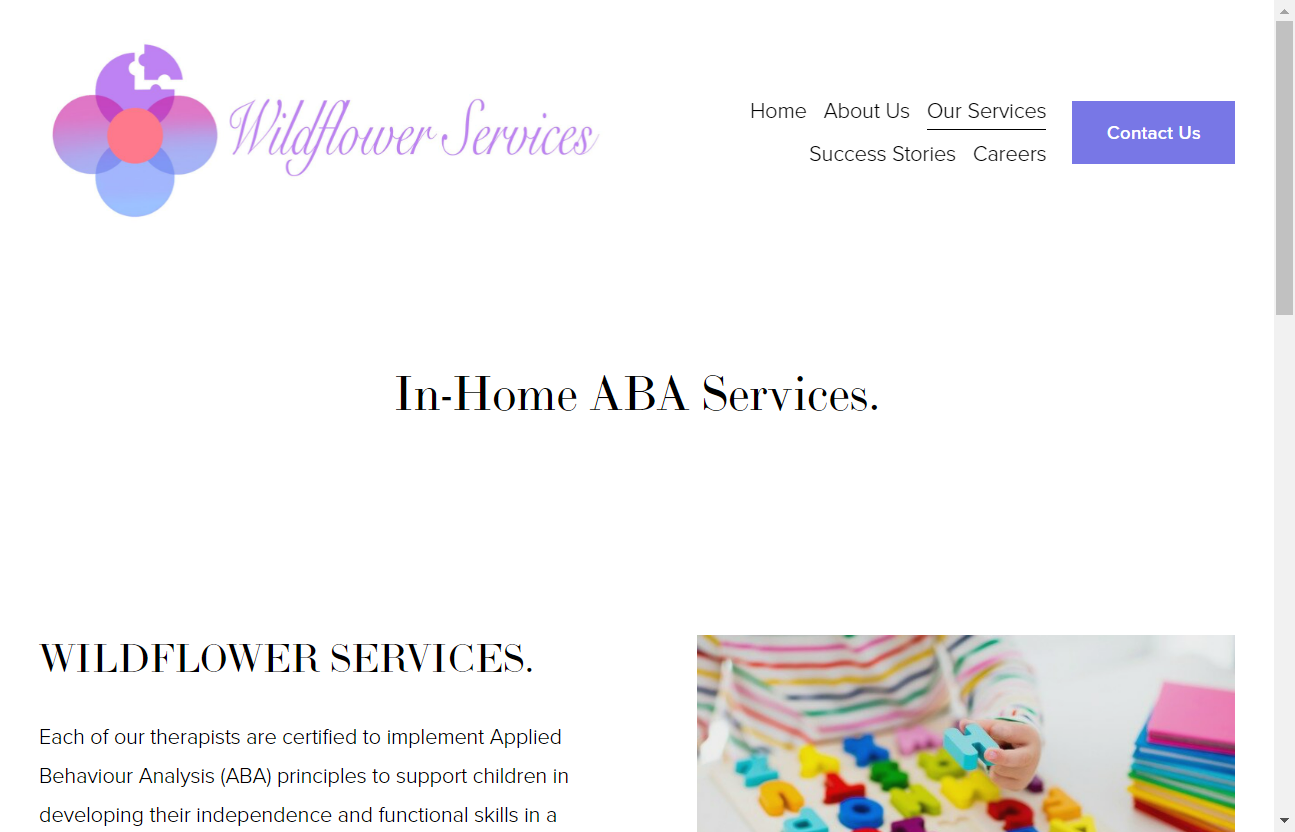 Wildflower Services
Home About Us Our Services
Success Stories Careers
Contact Us
In-Home ABA Services.
WILDFLOWER SERVICES.
Each of our therapists are certified to implement Applied
Behaviour Analysis (ABA) principles to support children in
developing their independence and functional skills in a